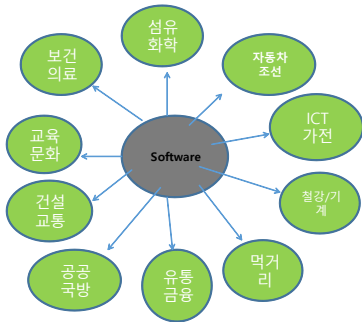 섬유
화학
보건
의료
자동차
조선
ICT
가전
교육
문화
Software
건설
교통
철강/기
계
공공
국방
유통
금융
먹거
리